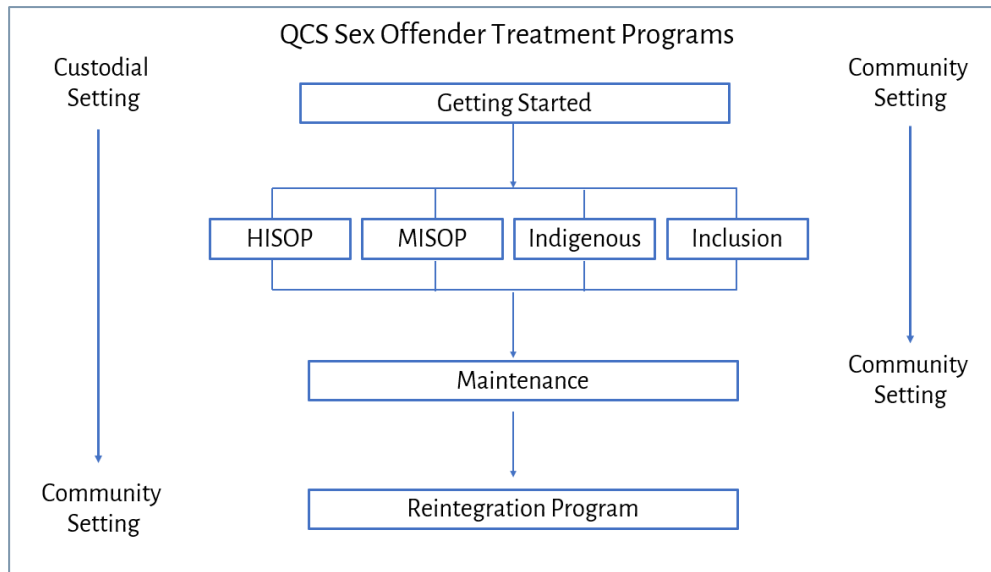 QCS Sex Offender Treatment Programs
Custodial
Setting
Community
Setting
Getting Started
HISOP
MISOP
Indigenous
Inclusion
Maintenance
Community
Setting
Community
Setting
Reintegration Program